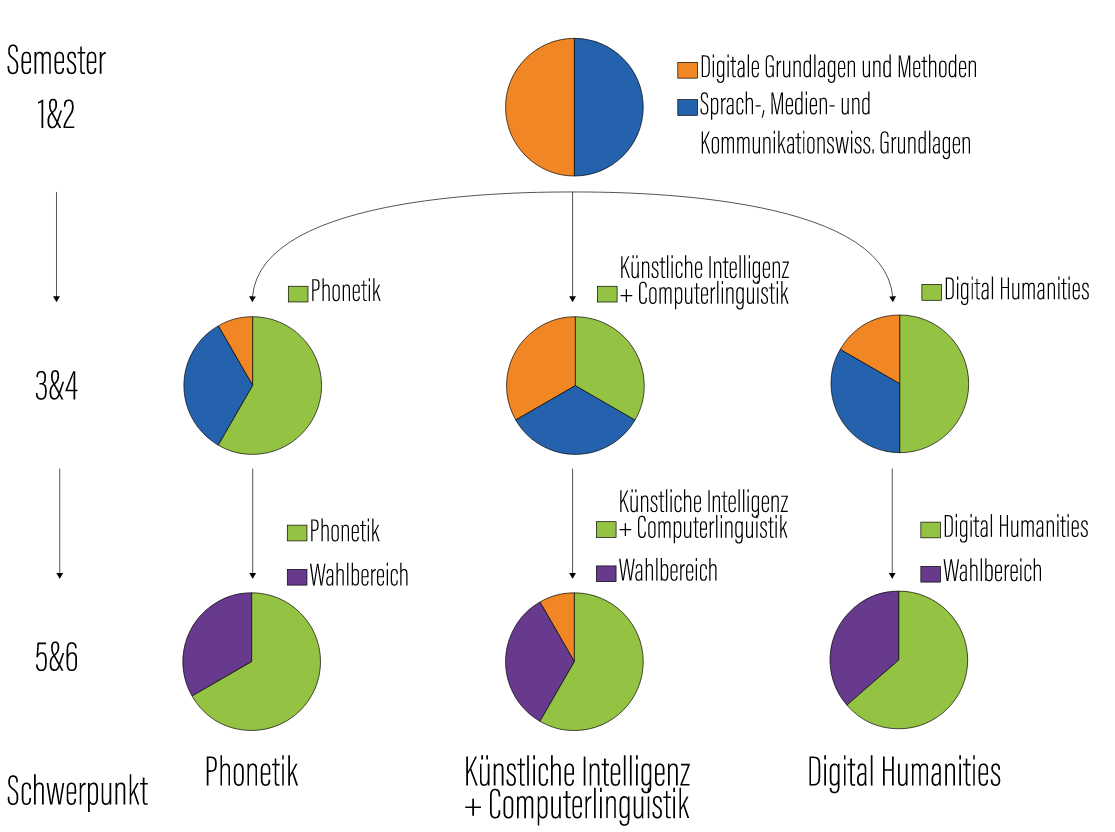 Semester
1&2
Digitale Grundlagen und Methoden
Sprach-, Medien- und
Kommunikationswiss. Grundlagen
Phonetik
Künstliche Intelligenz
+ Computerlinguistik
Digital Humanities
3&4
Phonetik
Wahlbereich
Künstliche Intelligenz
+ Computerlinguistik
Wahlbereich
Digital Humanities
Wahlbereich
5&6
Schwerpunkt
Phonetik
Künstliche Intelligenz
+ Computerlinguistik
Digital Humanities